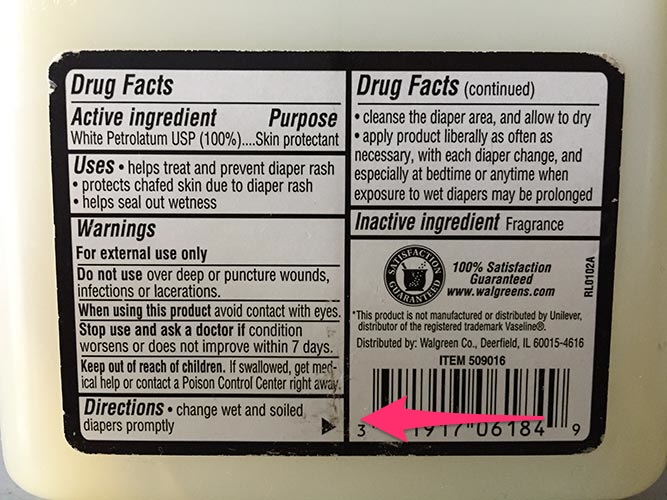 Drug Facts
Active ingredient Purpose
White Petrolatum USP (100%)....Skin protectant
Uses • helps treat and prevent diaper rash
• protects chafed skin due to diaper rash
• helps seal out wetness
Warnings
For external use only
Do not use over deep or puncture wounds,
infections or lacerations.
When using this product avoid contact with eyes.
Stop use and ask a doctor if condition
worsens or does not improve within 7 days.
Keep out of reach of children. If swallowed, get med-
ical help or contact a Poison Control Center right away.
Directions • change wet and soiled
diapers promptly
Drug Facts (continued)
• cleanse the diaper area, and allow to dry
• apply product liberally as often as
necessary, with each diaper change, and
especially at bedtime or anytime when
exposure to wet diapers may be prolonged
Inactive ingredient Fragrance
SATISFACTION
GUARANTEED
100% Satisfaction
Guaranteed
www.walgreens.com
RL0102A
*This product is not manufactured or distributed by Unilever,
distributor of the registered trademark Vaseline®.
Distributed by: Walgreen Co., Deerfield, IL 60015-4616
ITEM 509016
3 06184 9